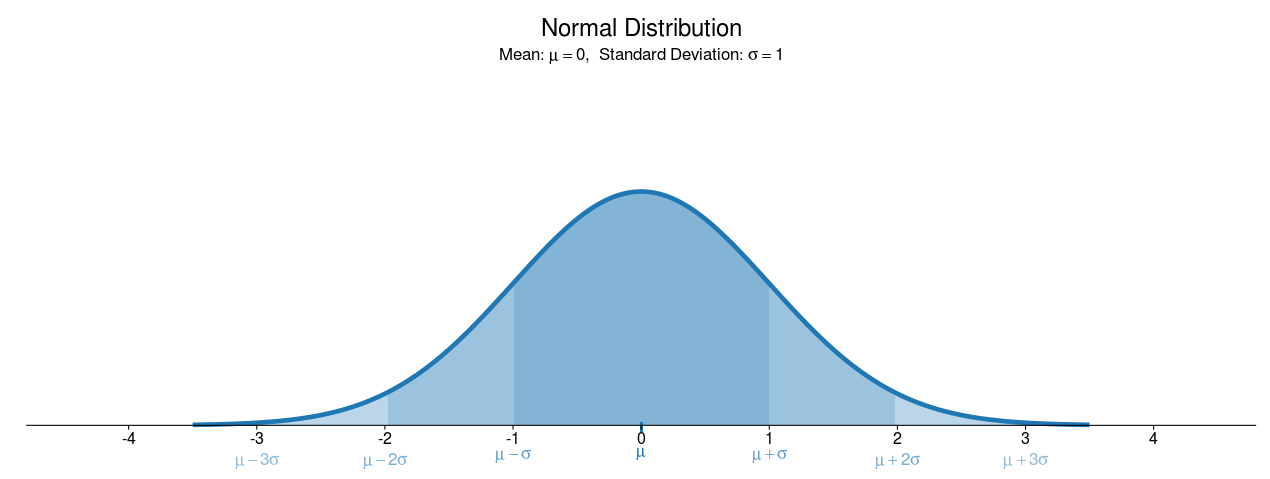 Normal Distribution
Mean: μ = 0, Standard Deviation: σ = 1
-4 -3 -2 -1 0 1 2 3 4
μ − 3σ μ − 2σ μ − σ μ μ + σ μ + 2σ μ + 3σ